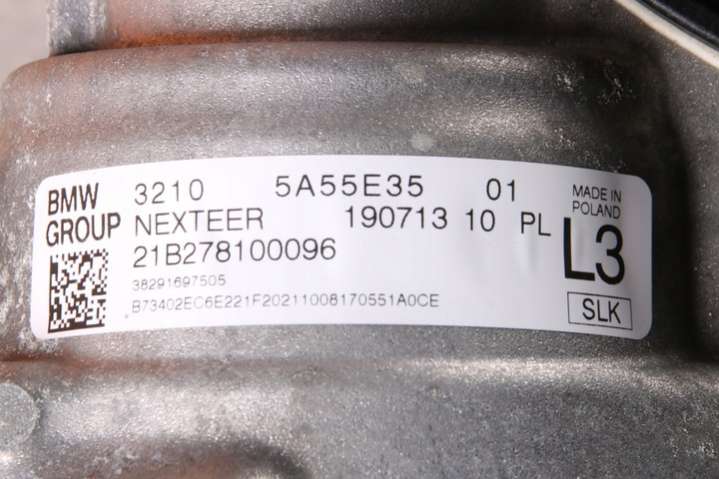 BMW GROUP
3210 5A55E35 01
NEXTEER 190713 10 PL
21B278100096
38291697505
B73402EC6E221F20211008170551A0CE
MADE IN
POLAND
L3
SLK